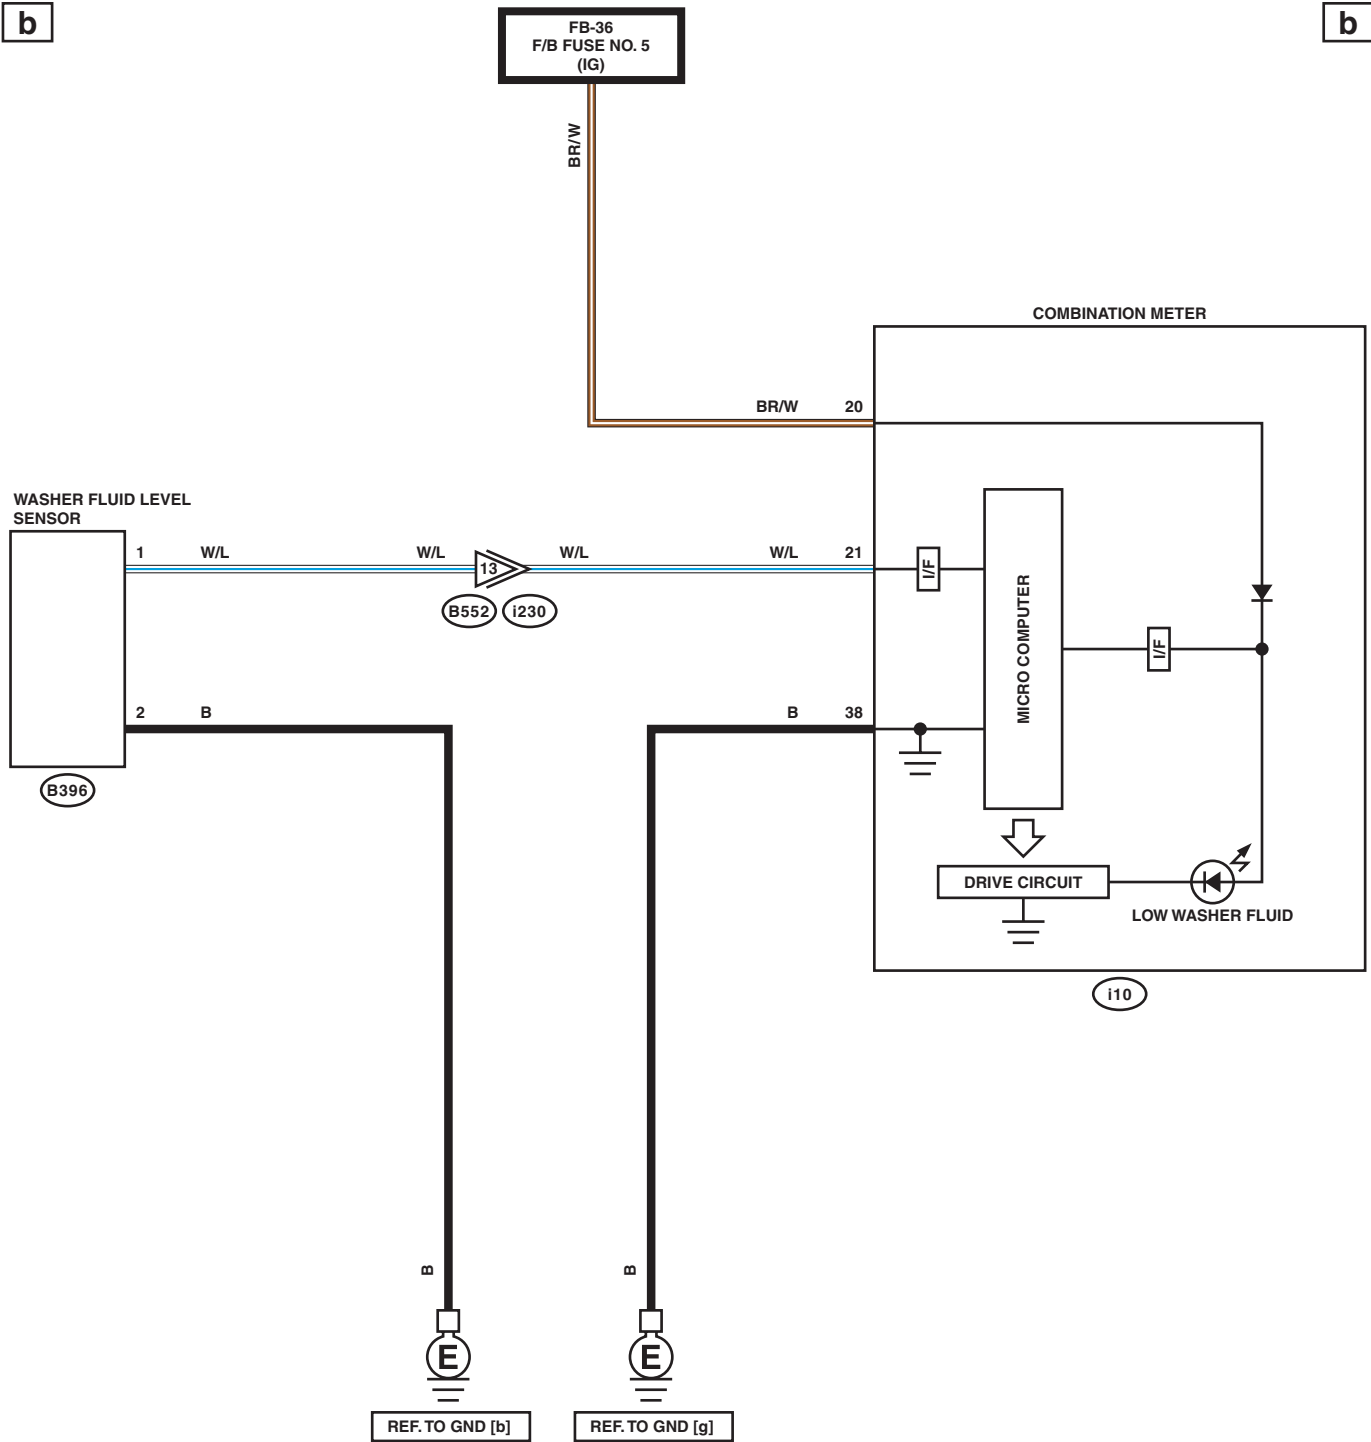 b
b
FB-36
F/B FUSE NO. 5
(IG)
BR/W
COMBINATION METER
BR/W 20
WASHER FLUID LEVEL
SENSOR
1 W/L W/L 13 W/L W/L 21
I/F
B552 i230
MICRO COMPUTER
I/F
2 B
B 38
B396
DRIVE CIRCUIT
LOW WASHER FLUID
i10
B
B
E
E
REF. TO GND [b]
REF. TO GND [g]